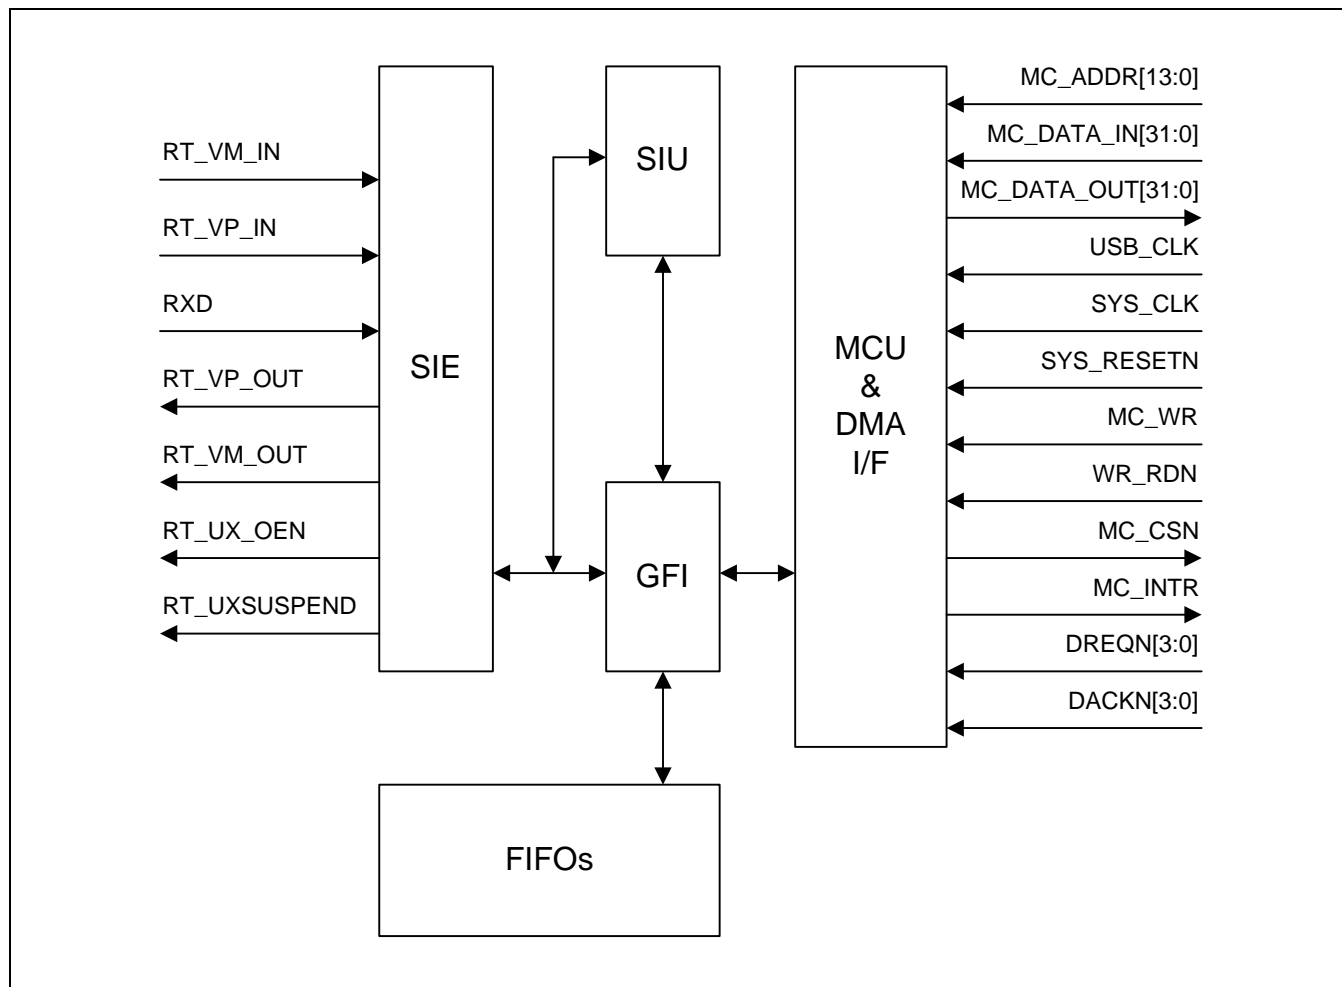 RT_VM_IN
RT_VP_IN
RXD
RT_VP_OUT
RT_VM_OUT
RT_UX_OEN
RT_UXSUSPEND
SIE
SIU
GFI
FIFOs
MCU
&
DMA
I/F
MC_ADDR[13:0]
MC_DATA_IN[31:0]
MC_DATA_OUT[31:0]
USB_CLK
SYS_CLK
SYS_RESETN
MC_WR
WR_RDN
MC_CSN
MC_INTR
DREQN[3:0]
DACKN[3:0]